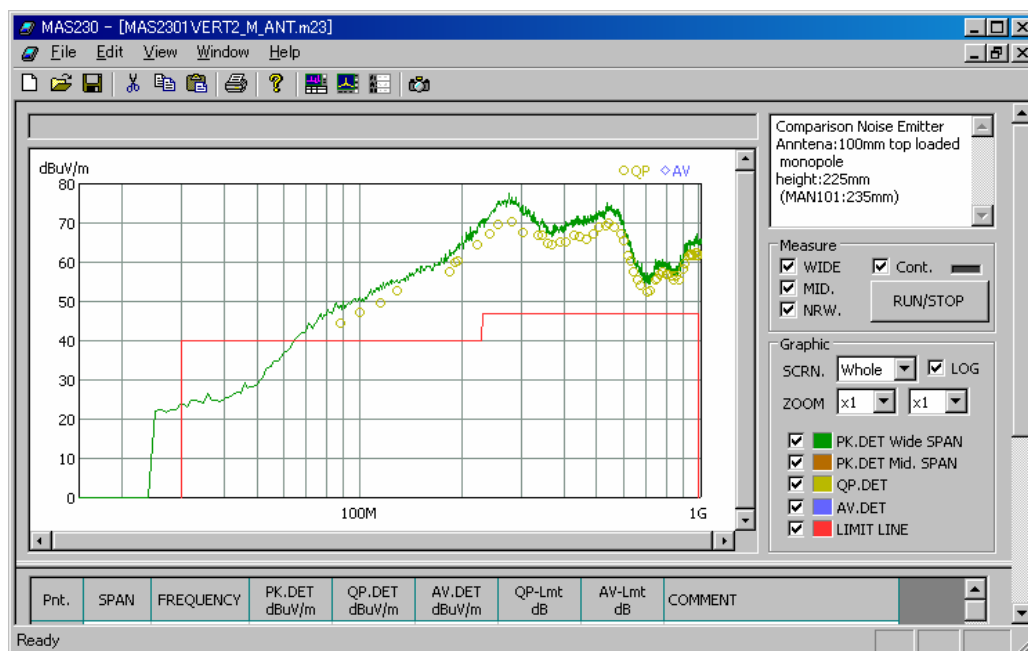 MAS230 - [MAS2301VERT2_M_ANT.m23]
File Edit View Window Help
Comparison Noise Emitter
Anntena:100mm top loaded
monopole
height:225mm
(MAN101:235mm)
dBuV/m
QP AV
80
70
60
50
40
30
20
10
0
100M 1G
Measure
WIDE Cont.
MID.
NRW.
RUN/STOP
Graphic
SCRN. Whole LOG
ZOOM x1 x1
PK.DET Wide SPAN
PK.DET Mid. SPAN
QP.DET
AV.DET
LIMIT LINE
Pnt. SPAN FREQUENCY PK.DET dBuV/m QP.DET dBuV/m AV.DET dBuV/m QP-Lmt dB AV-Lmt dB COMMENT
Ready